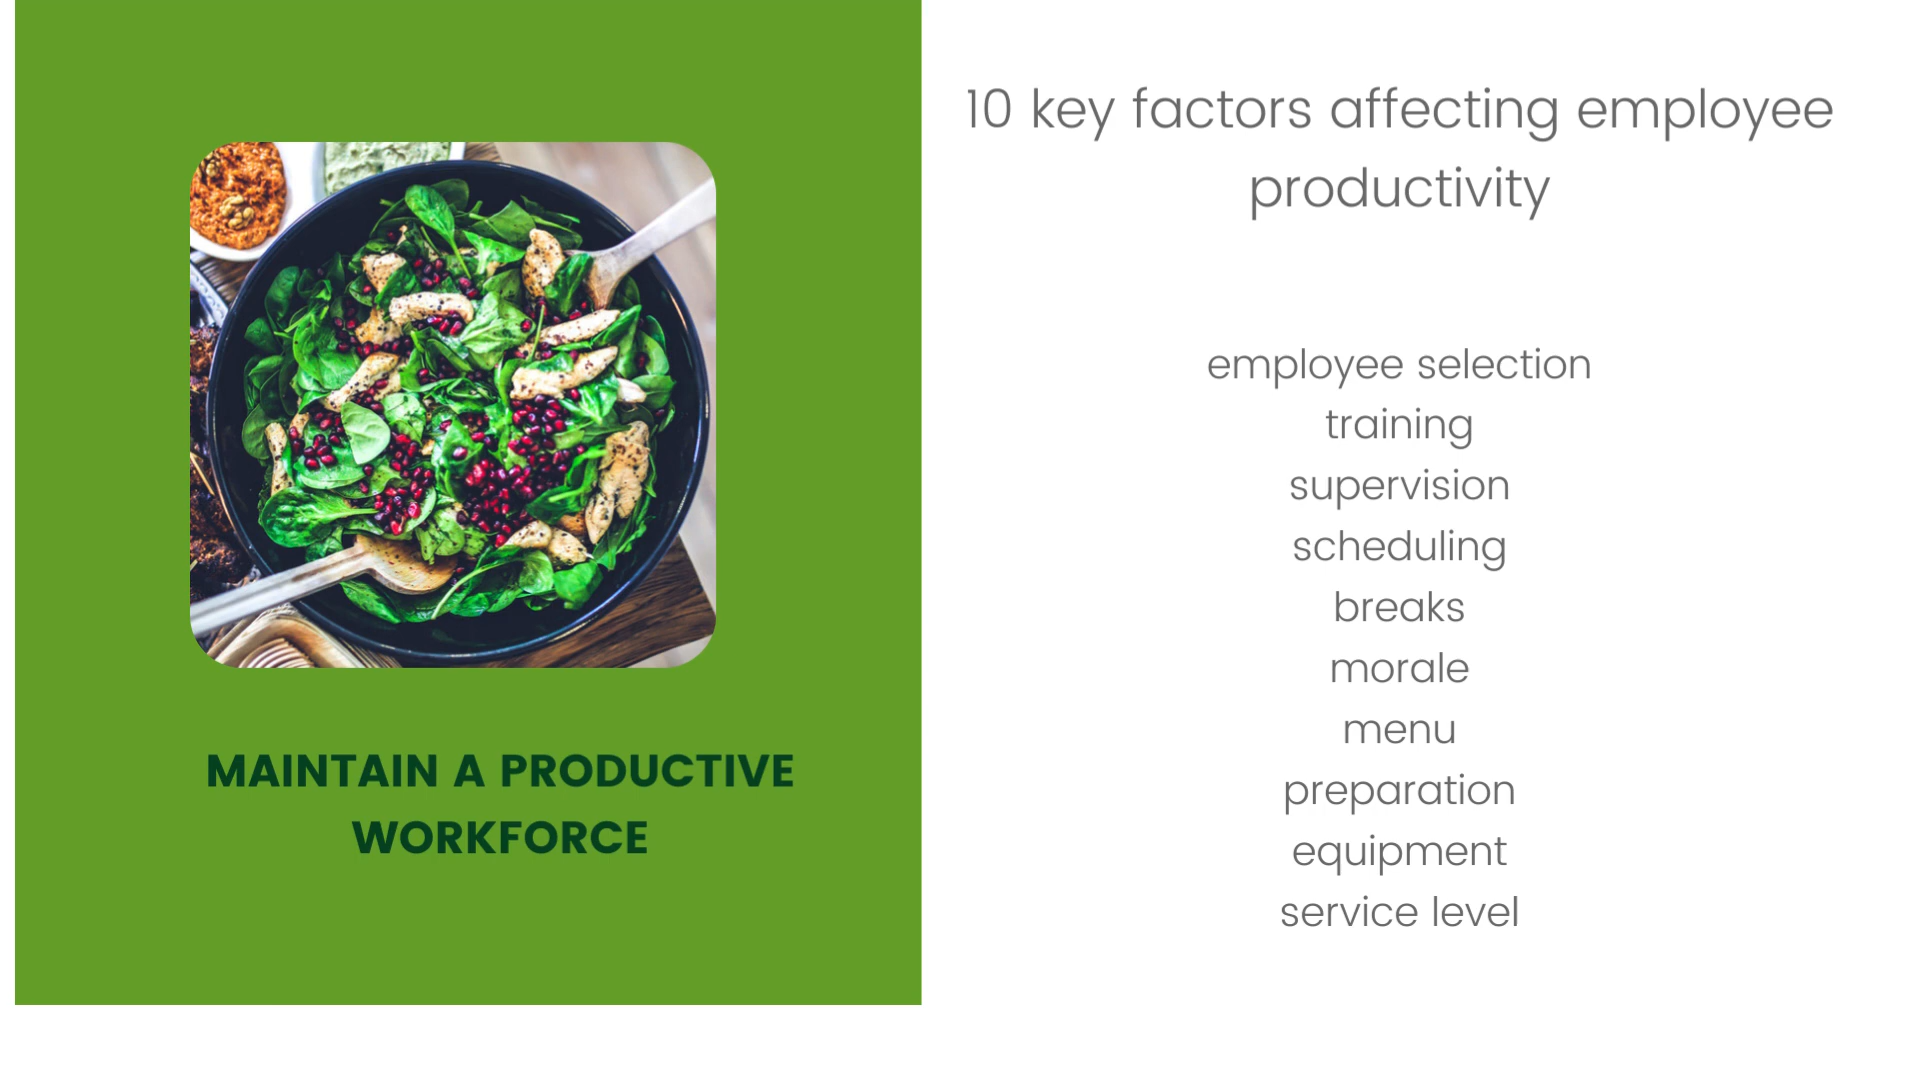 10 key factors affecting employee
productivity
employee selection
training
supervision
scheduling
breaks
morale
menu
preparation
equipment
service level
MAINTAIN A PRODUCTIVE
WORKFORCE